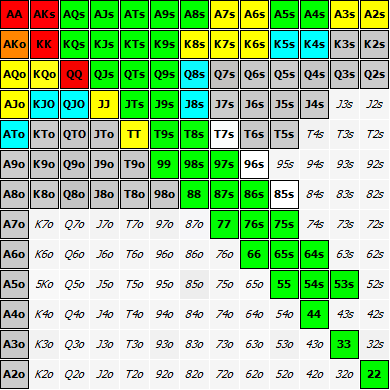 AA AKs AQs AJs ATs A9s A8s A7s A6s A5s A4s A3s A2s
AKo KK KQs KJs KTs K9s K8s K7s K6s K5s K4s K3s K2s
AQo KQo QQ QJs QTs Q9s Q8s Q7s Q6s Q5s Q4s Q3s Q2s
AJo KJO QJO JJ JTs J9s J8s J7s J6s J5s J4s J3s J2s
ATo KTo QTO JTo TT T9s T8s T7s T6s T5s T4s T3s T2s
A9o K9o Q9o J9o T9o 99 98s 97s 96s 95s 94s 93s 92s
A8o K8o Q8o J8o T8o 98o 88 87s 86s 85s 84s 83s 82s
A7o K7o Q7o J7o T7o 97o 87o 77 76s 75s 74s 73s 72s
A6o K6o Q6o J6o T6o 96o 86o 76o 66 65s 64s 63s 62s
A5o 5Ko Q5o J5o T5o 95o 85o 75o 65o 55 54s 53s 52s
A4o K4o Q4o J4o T4o 94o 84o 74o 64o 54o 44 43s 42s
A3o K3o Q3o J3o T3o 93o 83o 73o 63o 53o 43o 33 32s
A2o K2o Q2o J2o T2o 92o 82o 72o 62o 52o 42o 32o 22